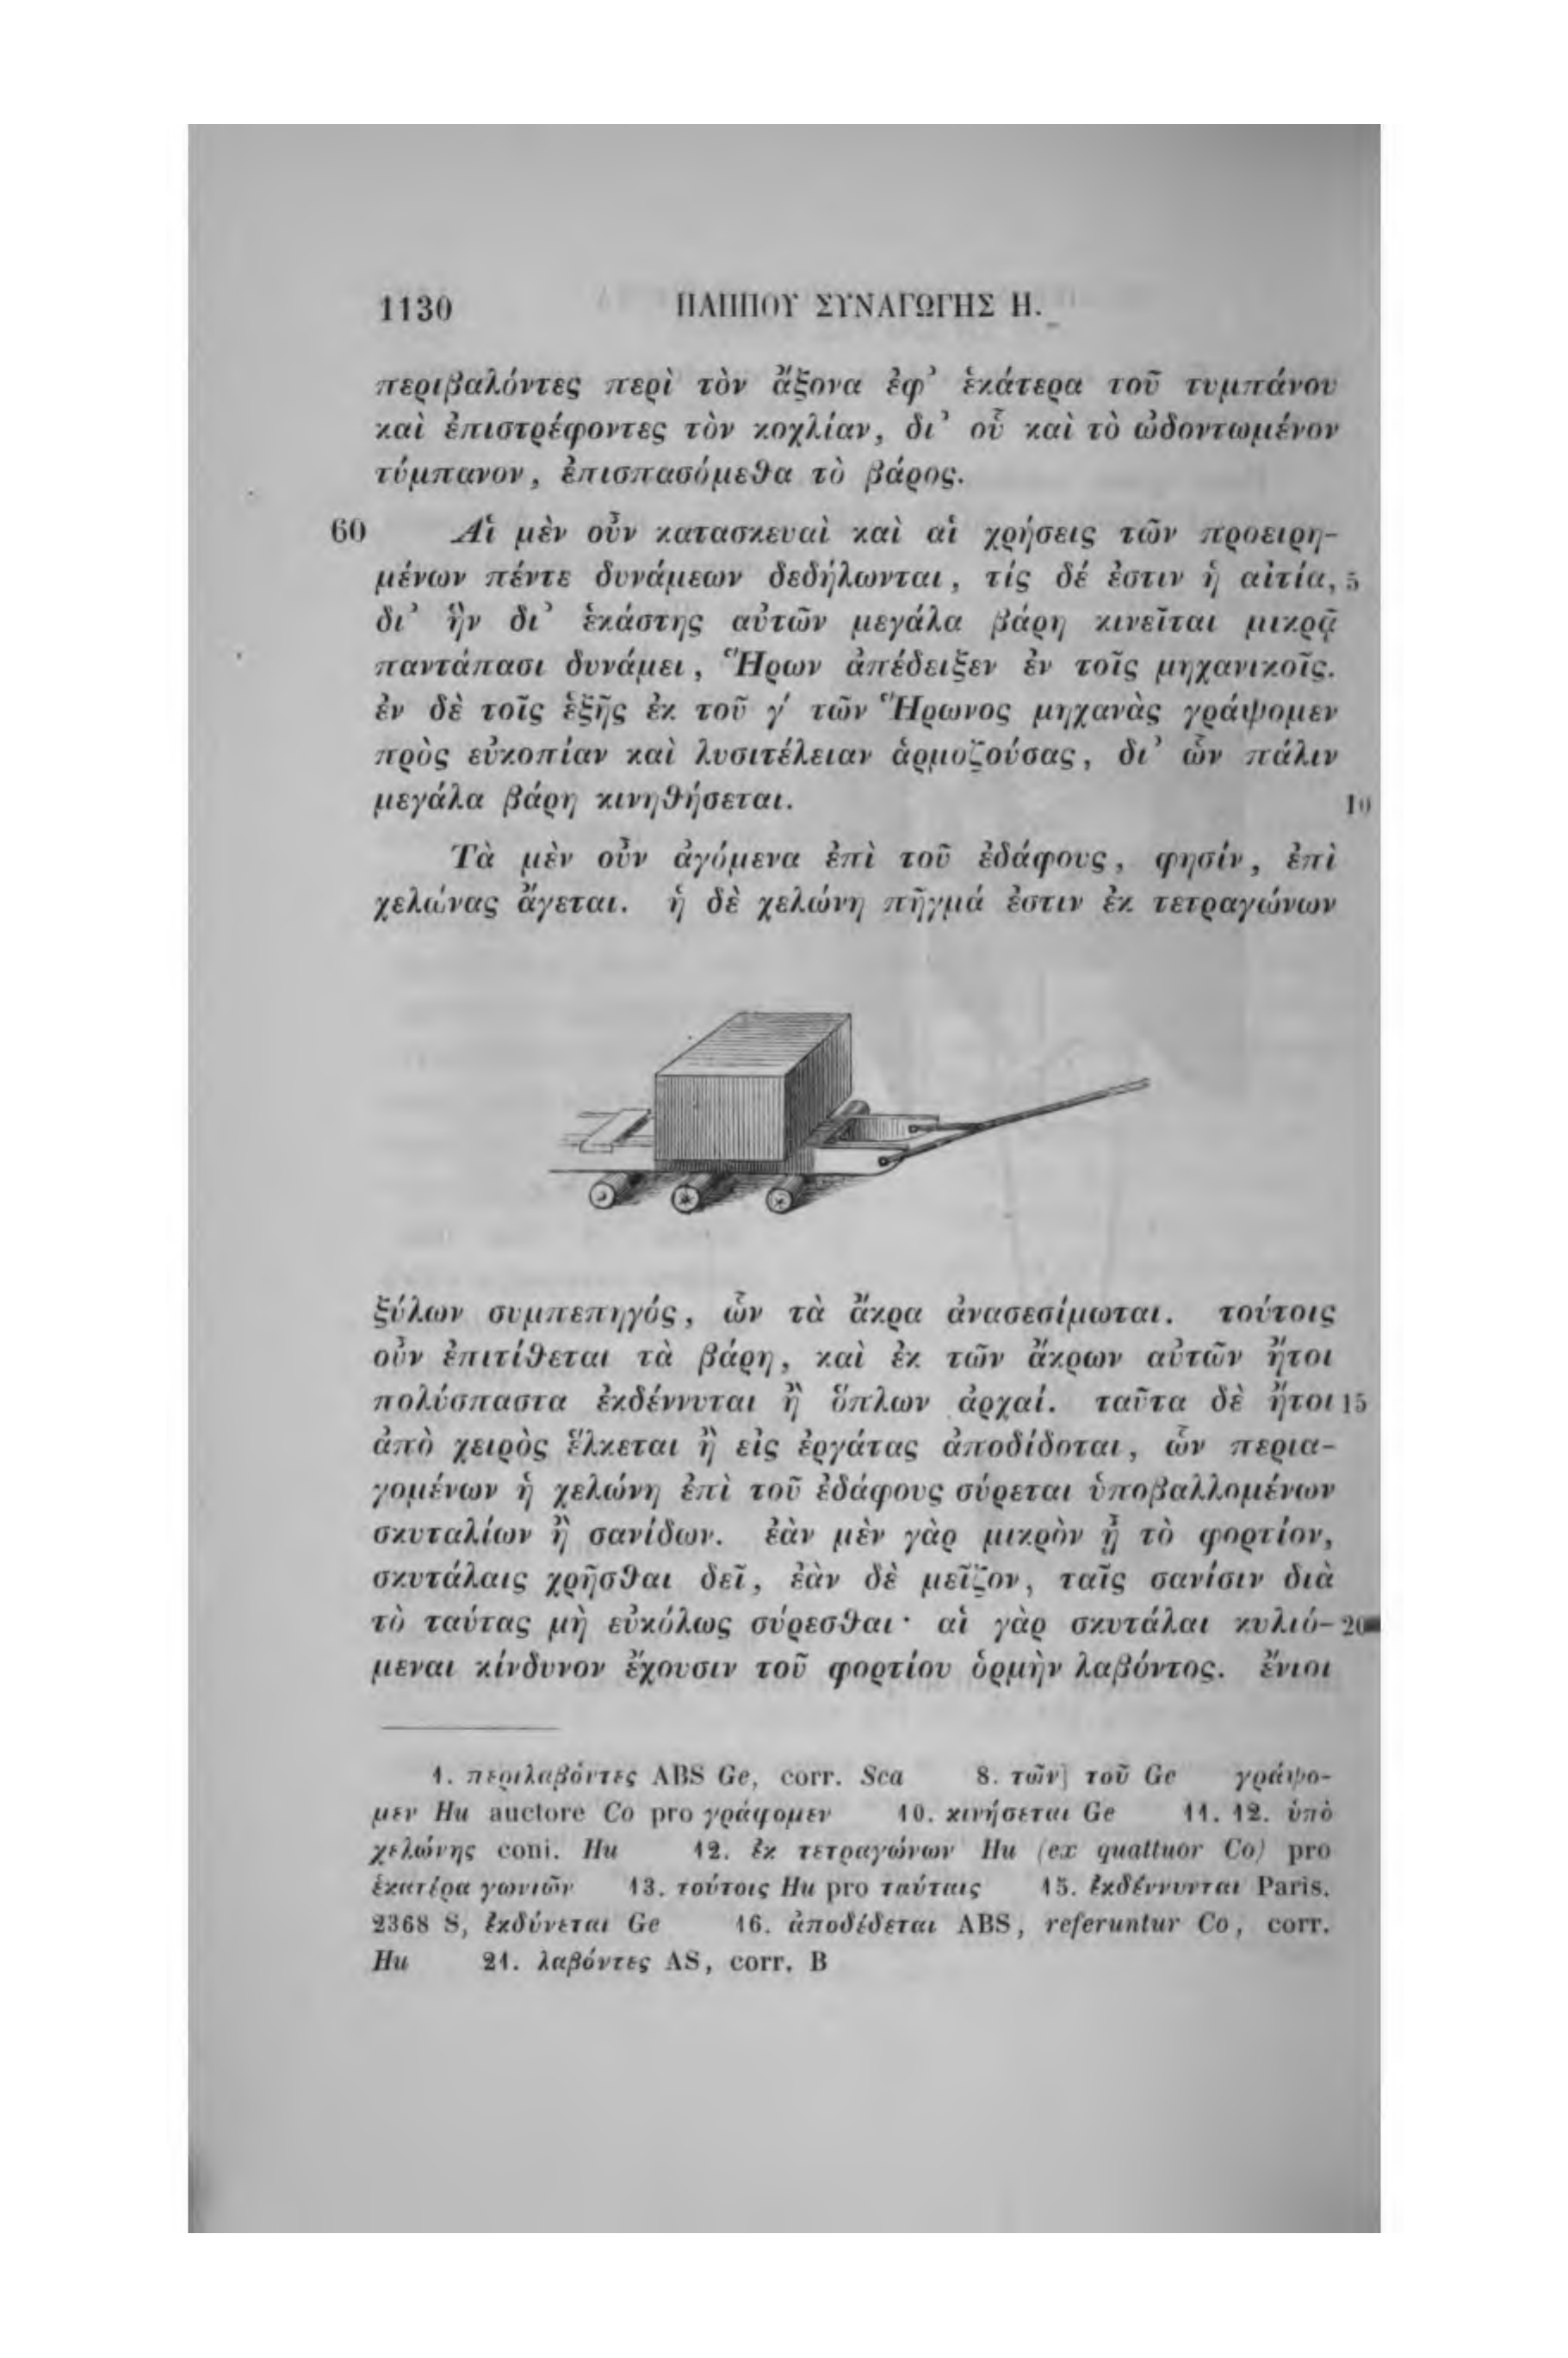 1130 ΠΑΠΠΟΥ ΣΥΝΑΓΩΓΗΣ Η.
περιβαλόντες περὶ τὸν ἄξονα ἐφ᾽ ἑκάτερα τοῦ τυμπάνου
καὶ ἐπιστρέφοντες τὸν κοχλίαν, δι᾽ οὗ καὶ τὸ ὠδοντωμένον
τύμπανον, ἐπισπασόμεθα τὸ βάρος.
60 Αἱ μὲν οὖν κατασκευαὶ καὶ αἱ χρήσεις τῶν προειρη-
μένων πέντε δυνάμεων δεδήλωνται, τίς δέ ἐστιν ἡ αἰτία, 5
δι᾽ ἣν δι᾽ ἑκάστης αὐτῶν μεγάλα βάρη κινεῖται μικρᾷ
παντάπασι δυνάμει, Ἥρων ἀπέδειξεν ἐν τοῖς μηχανικοῖς.
ἐν δὲ τοῖς ἑξῆς ἐκ τοῦ γ΄ τῶν Ἥρωνος μηχανὰς γράψομεν
πρὸς εὐκοπίαν καὶ λυσιτέλειαν ἁρμοζούσας, δι᾽ ὧν πάλιν
μεγάλα βάρη κινηθήσεται. 10
Τὰ μὲν οὖν ἀγόμενα ἐπὶ τοῦ ἐδάφους, φησίν, ἐπὶ
χελώνας ἄγεται. ἡ δὲ χελώνη πῆγμά ἐστιν ἐκ τετραγώνων
ξύλων συμπεπηγός, ὧν τὰ ἄκρα ἀνασεσίμωται. τούτοις
οὖν ἐπιτίθεται τὰ βάρη, καὶ ἐκ τῶν ἄκρων αὐτῶν ἤτοι
πολύσπαστα ἐκδέννυται ἢ ὅπλων ἀρχαί. ταῦτα δὲ ἤτοι 15
ἀπὸ χειρὸς ἕλκεται ἢ εἰς ἐργάτας ἀποδίδοται, ὧν περια-
γομένων ἡ χελώνη ἐπὶ τοῦ ἐδάφους σύρεται ὑποβαλλομένων
σκυταλίων ἢ σανίδων. ἐὰν μὲν γὰρ μικρὸν ᾖ τὸ φορτίον,
σκυτάλαις χρῆσθαι δεῖ, ἐὰν δὲ μεῖζον, ταῖς σανίσιν διὰ
τὸ ταύτας μὴ εὐκόλως σύρεσθαι· αἱ γὰρ σκυτάλαι κυλιό- 20
μεναι κίνδυνον ἔχουσιν τοῦ φορτίου ὁρμὴν λαβόντος. ἔνιοι
1. περιλαβόντες ABS Ge, corr. Sca 8. τῶν] τοῦ Ge γράψο-
μεν Hu auctore Co pro γράφομεν 10. κινήσεται Ge 11. 12. ὑπὸ
χελώνης coni. Hu 12. ἐκ τετραγώνων Hu (ex quattuor Co) pro
ἑκατέρα γωνιῶν 13. τούτοις Hu pro ταύταις 15. ἐκδέννυνται Paris.
2368 S, ἐκδύνεται Ge 16. ἀποδίδεται ABS, referuntur Co, corr.
Hu 21. λαβόντες AS, corr. B